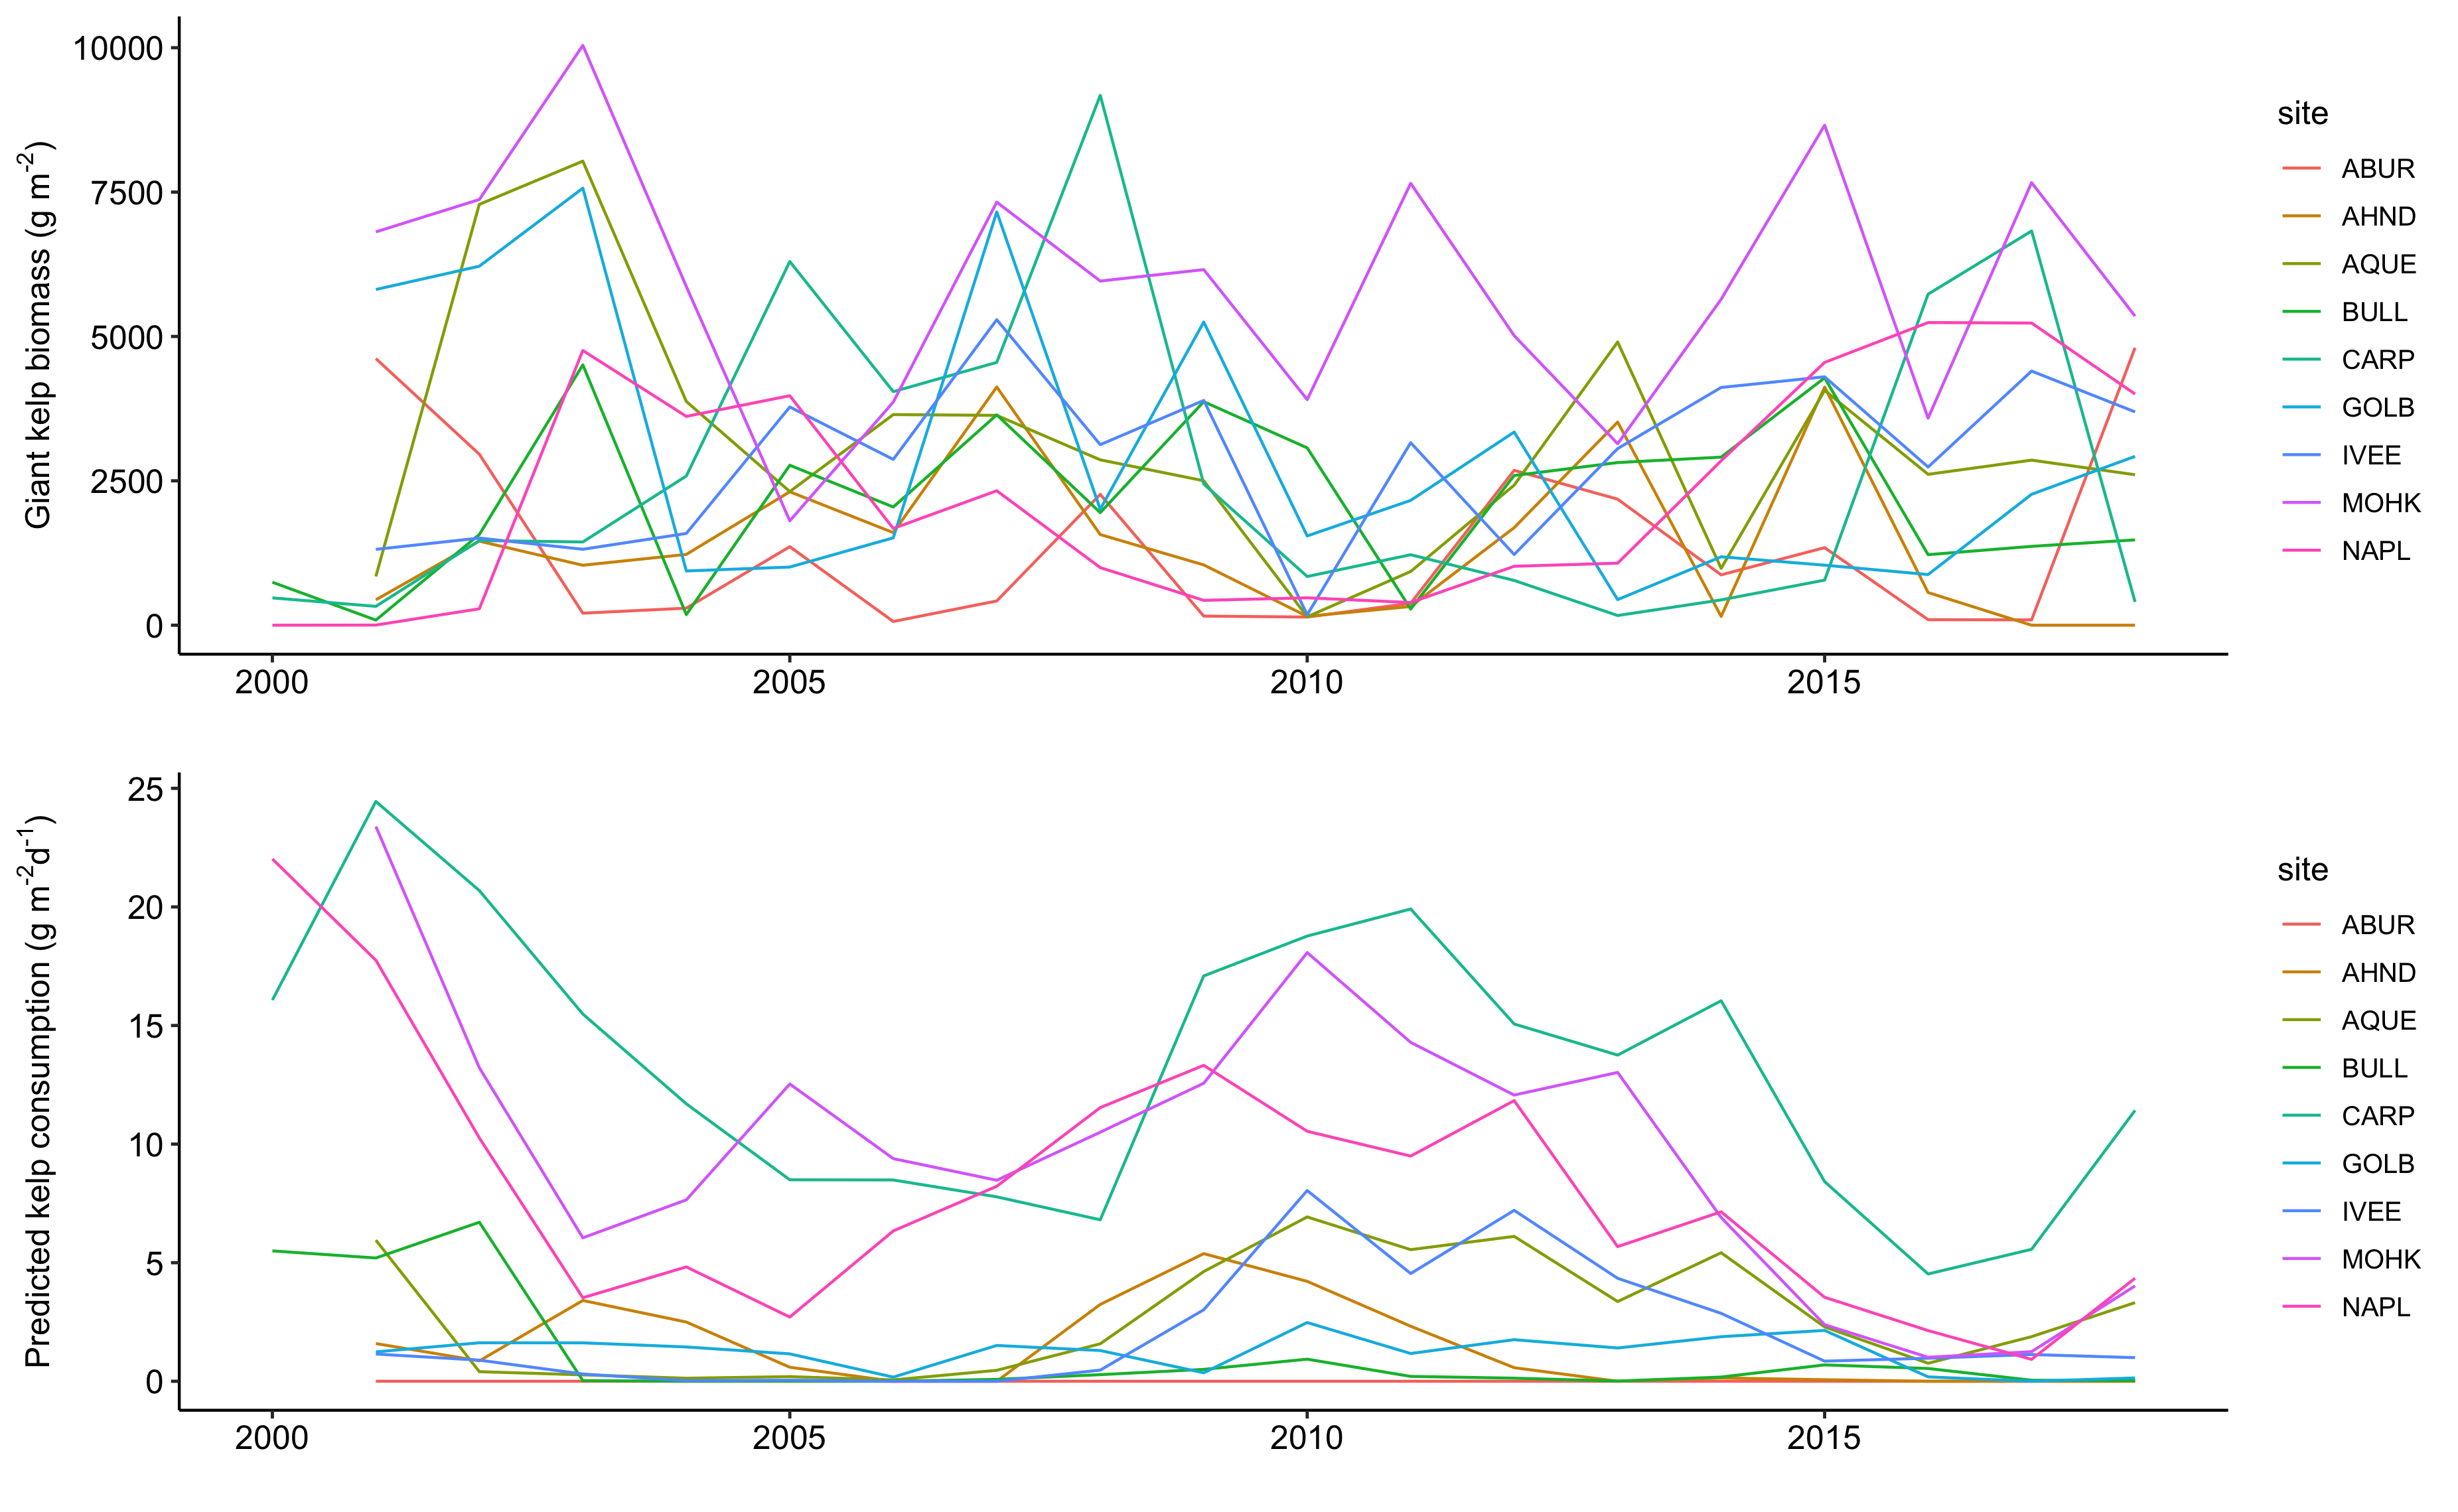 Giant kelp biomass (g m⁻²)
10000
7500
5000
2500
0
2000 2005 2010 2015
site
ABUR
AHND
AQUE
BULL
CARP
GOLB
IVEE
MOHK
NAPL
Predicted kelp consumption (g m⁻²d⁻¹)
25
20
15
10
5
0
2000 2005 2010 2015
site
ABUR
AHND
AQUE
BULL
CARP
GOLB
IVEE
MOHK
NAPL